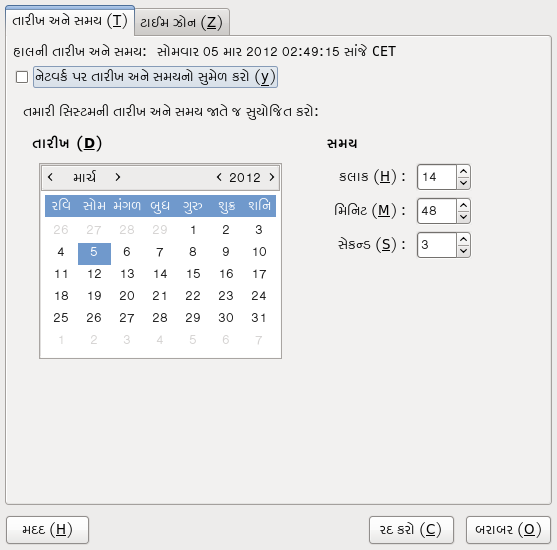 તારીખ અને સમય (T) ટાઈમ ઝોન (Z)
હાલની તારીખ અને સમય: સોમવાર 05 માર 2012 02:49:15 સાંજે CET
નેટવર્ક પર તારીખ અને સમયનો સુમેળ કરો (y)
તમારી સિસ્ટમની તારીખ અને સમય જાતે જ સુયોજિત કરો:
તારીખ (D) સમય
< માર્ચ > < 2012 > કલાક (H) : 14
રવિ સોમ મંગળ બુધ ગુરુ શુક્ર શનિ મિનિટ (M) : 48
26 27 28 29 1 2 3 સેકન્ડ (S) : 3
4 5 6 7 8 9 10
11 12 13 14 15 16 17
18 19 20 21 22 23 24
25 26 27 28 29 30 31
1 2 3 4 5 6 7
મદદ (H) રદ કરો (C) બરાબર (O)